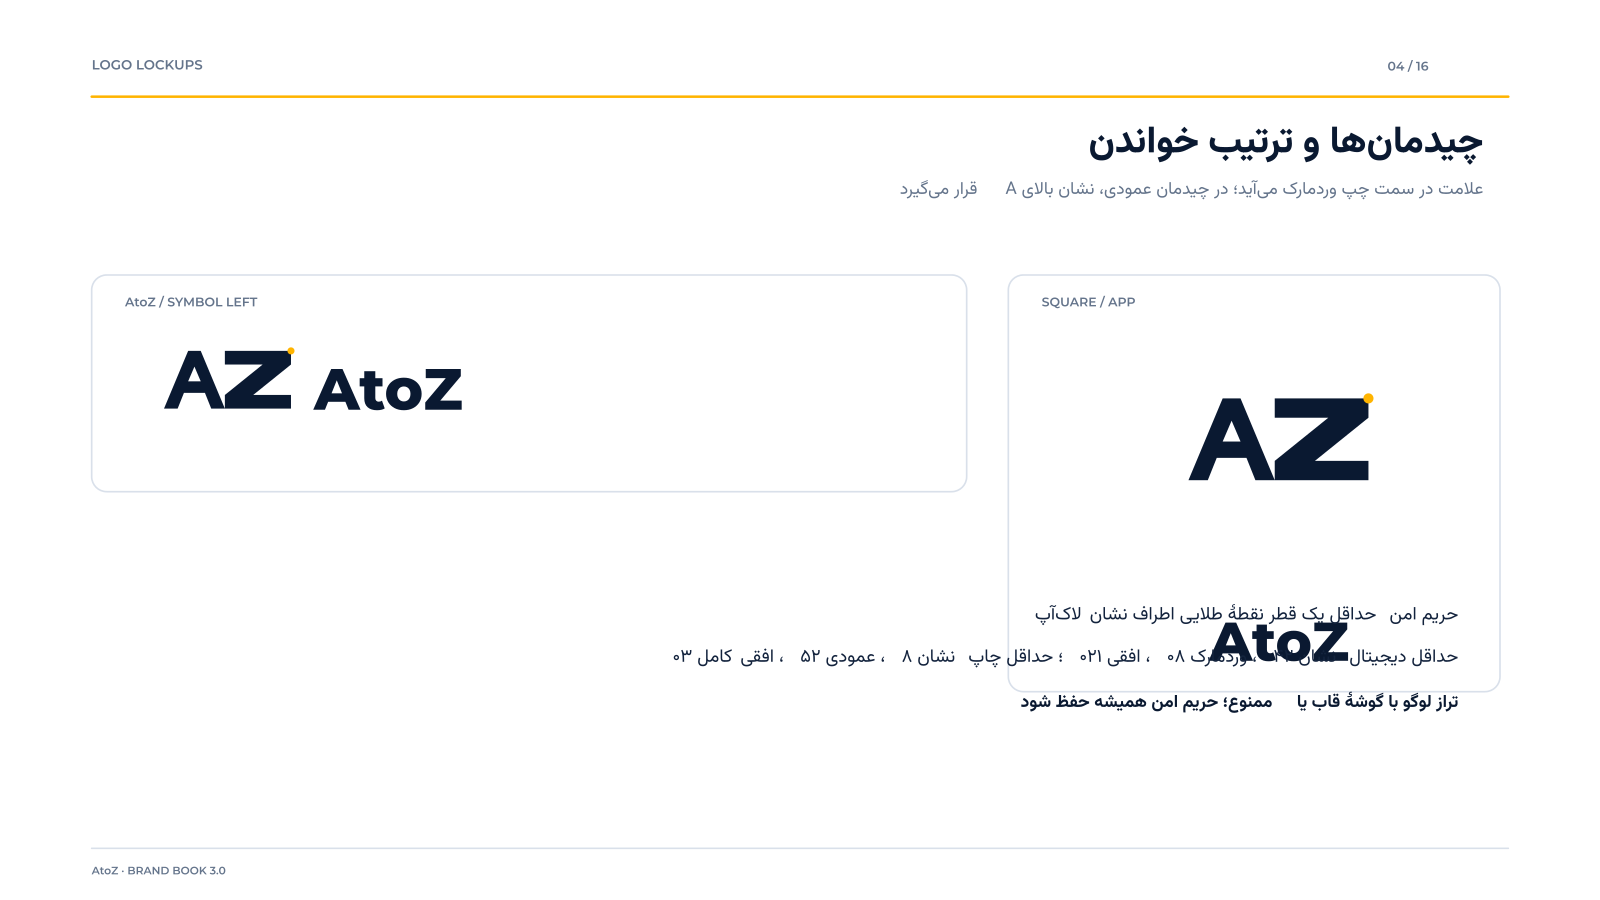 LOGO LOCKUPS
04 / 16
چیدمان‌ها و ترتیب خواندن
علامت در سمت چپ وردمارک می‌آید؛ در چیدمان عمودی، نشان بالای A قرار می‌گیرد
AtoZ / SYMBOL LEFT
AZ AtoZ
SQUARE / APP
AZ
حریم امن حداقل یک قطر نقطهٔ طلایی اطراف نشان لاک‌آپ
AtoZ
حداقل دیجیتال نشان ، وردمارک ۰۸ ، افقی ۰۲۱ ؛ حداقل چاپ نشان ۸ ، عمودی ۵۲ ، افقی کامل ۰۳
تراز لوگو با گوشهٔ قاب یا ممنوع؛ حریم امن همیشه حفظ شود
AtoZ · BRAND BOOK 3.0